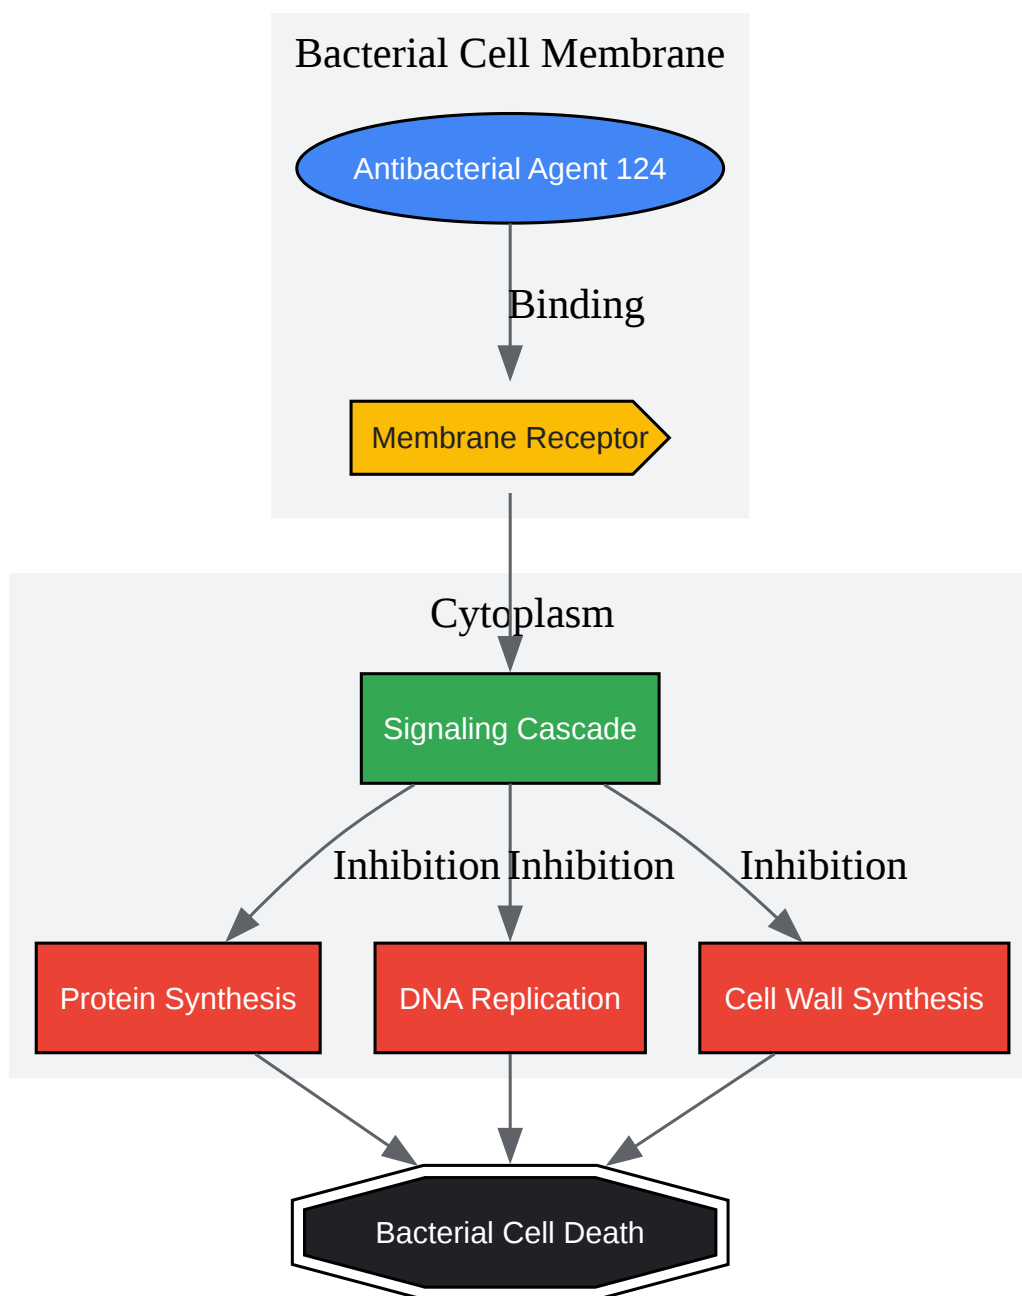 Bacterial Cell Membrane
Antibacterial Agent 124
Binding
Membrane Receptor
Cytoplasm
Signaling Cascade
Inhibition
Inhibition
Inhibition
Protein Synthesis
DNA Replication
Cell Wall Synthesis
Bacterial Cell Death